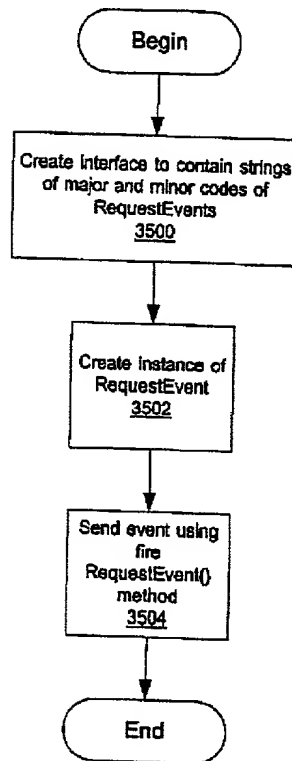 Begin
Create interface to contain strings
of major and minor codes of
RequestEvents
3500
Create instance of
RequestEvent
3502
Send event using
fire
RequestEvent()
method
3504
End